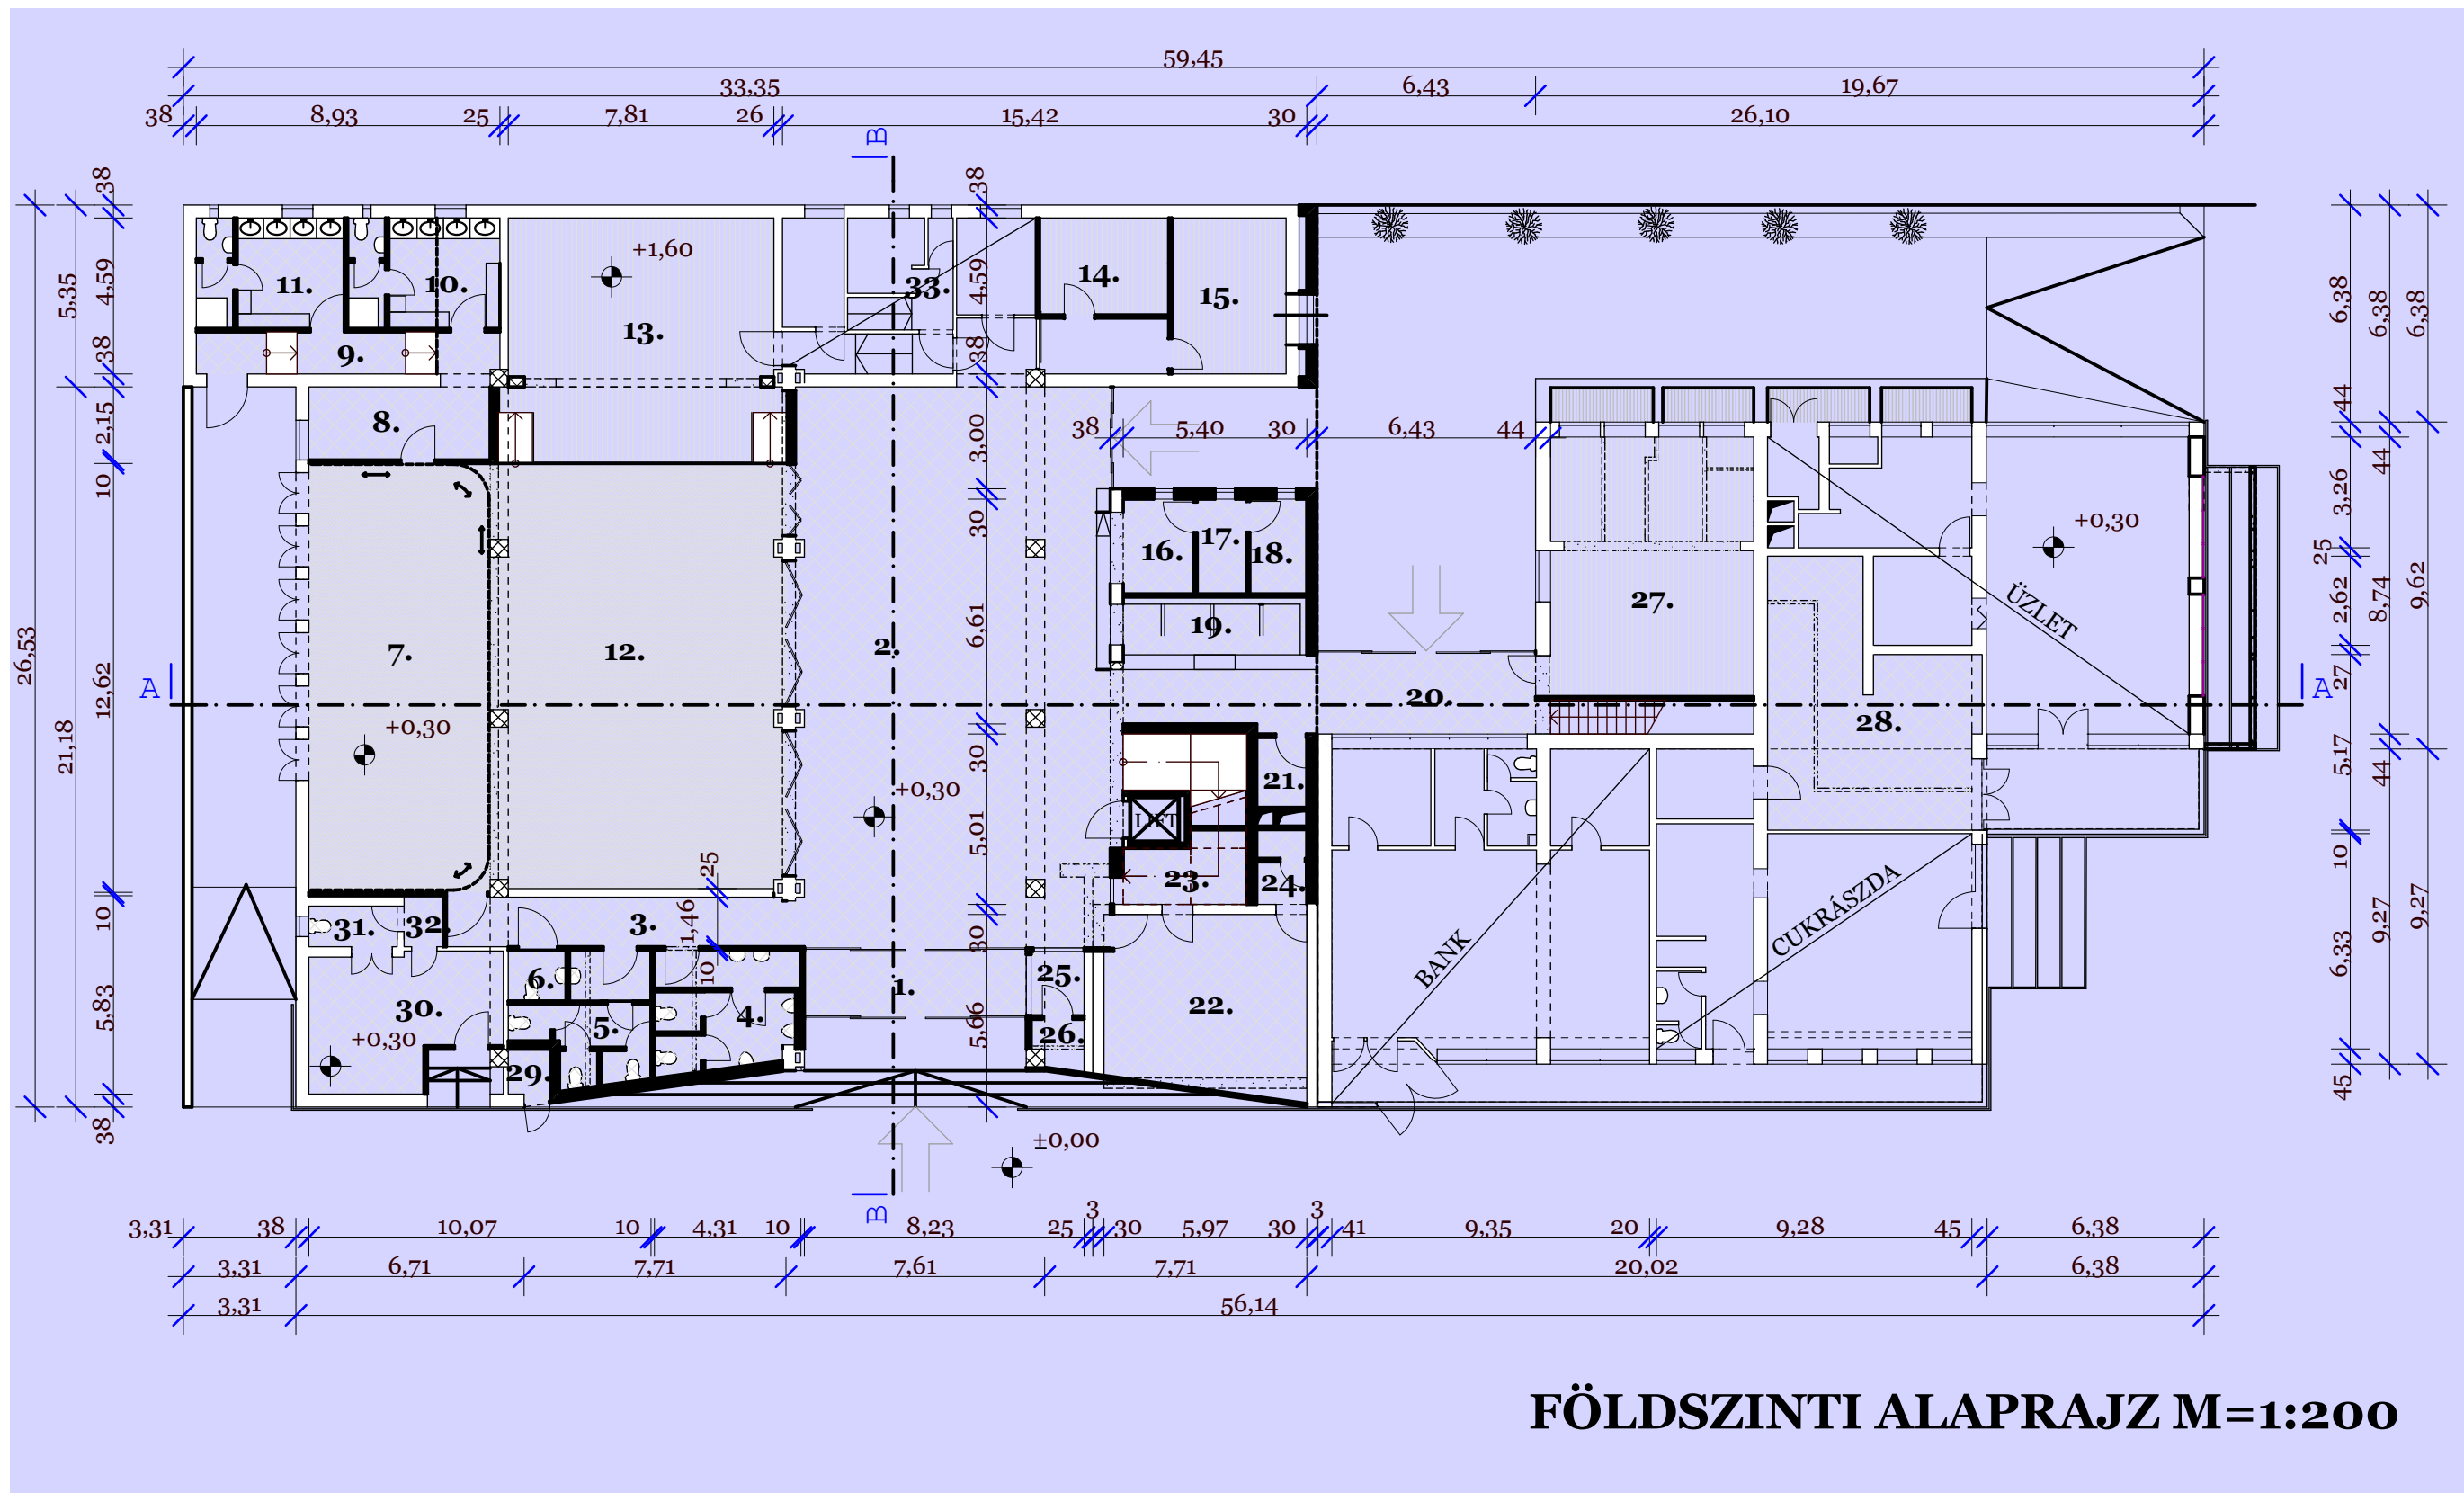 59,45
33,35 6,43 19,67
38 8,93 25 7,81 26 15,42 30 26,10
B
38 38
+1,60
5,35 4,59 11. 10. 13. 33. 4,59 14. 15. 6,38 6,38 6,38
38 9. 38
2,15 8. 3,00 38 5,40 30 6,43 44 44 44
10 30 3,26
+0,30
16. 17. 18. 25
26,53 7. 12. 2. 6,61 19. 27. ÜZLET 2,62 8,74 9,62
12,62
A 20. 27 A
+0,30 28.
21,18 30 21. 5,17 44
+0,30
5,01 LIFT
25 23. 24. CUKRÁSZDA 10
10 31. 32. 3. 1,46 30 BANK 9,27 9,27
10 6. 25. 6,33
5,83 30. 5. 4. 1. 22.
+0,30 5,66 26.
29.
38 45
±0,00
B
3 3
3,31 38 10,07 10 4,31 10 8,23 25 30 5,97 30 41 9,35 20 9,28 45 6,38
3,31 6,71 7,71 7,61 7,71 20,02 6,38
3,31 56,14
FÖLDSZINTI ALAPRAJZ M=1:200